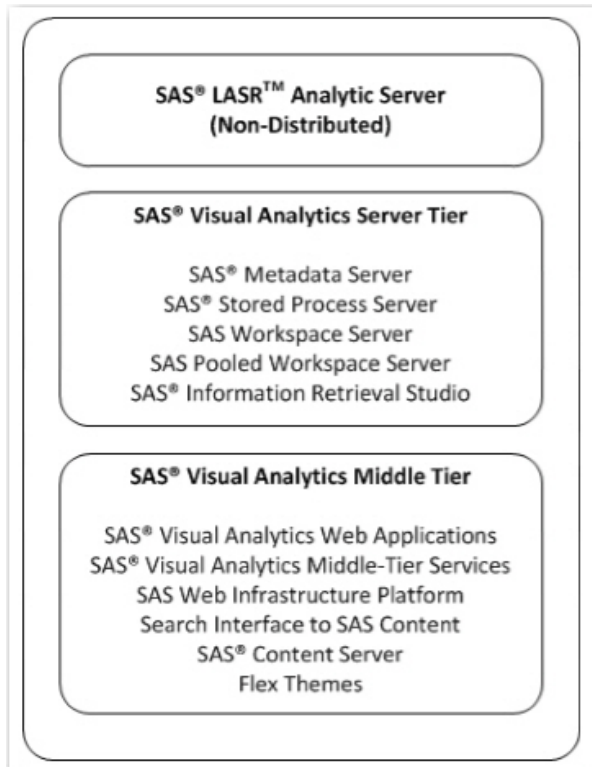 SAS® LASR™ Analytic Server
(Non-Distributed)
SAS® Visual Analytics Server Tier
SAS® Metadata Server
SAS® Stored Process Server
SAS Workspace Server
SAS Pooled Workspace Server
SAS® Information Retrieval Studio
SAS® Visual Analytics Middle Tier
SAS® Visual Analytics Web Applications
SAS® Visual Analytics Middle-Tier Services
SAS Web Infrastructure Platform
Search Interface to SAS Content
SAS® Content Server
Flex Themes